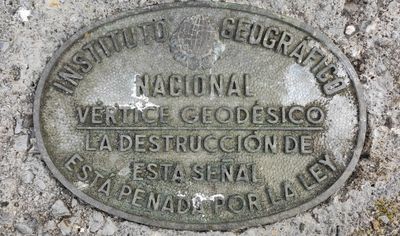 INSTITUTO GEOGRÁFICO
NACIONAL
VÉRTICE GEODÉSICO
LA DESTRUCCIÓN DE
ESTA SEÑAL
ESTÁ PENADA POR LA LEY